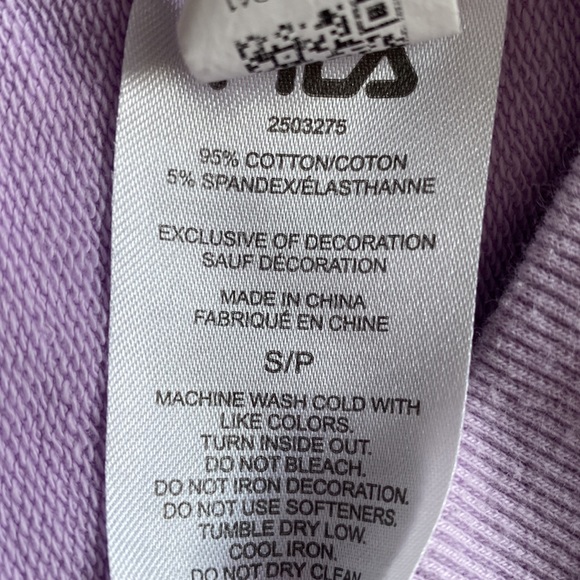 FILA
2503275
95% COTTON/COTON
5% SPANDEX/ÉLASTHANNE
EXCLUSIVE OF DECORATION
SAUF DÉCORATION
MADE IN CHINA
FABRIQUÉ EN CHINE
S/P
MACHINE WASH COLD WITH
LIKE COLORS.
TURN INSIDE OUT.
DO NOT BLEACH.
DO NOT IRON DECORATION.
DO NOT USE SOFTENERS.
TUMBLE DRY LOW.
COOL IRON.
DO NOT DRY CLEAN